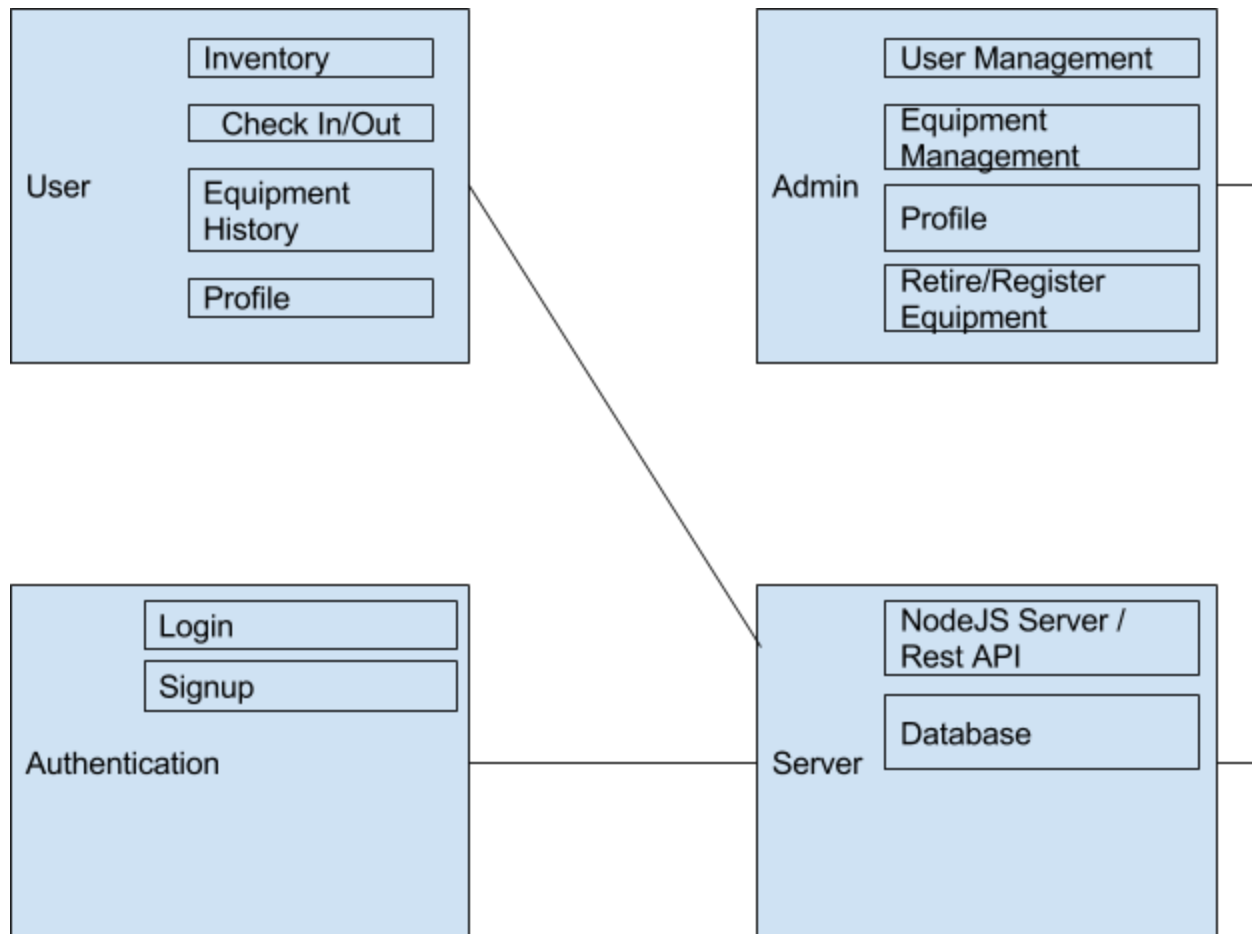 User
Inventory
Check In/Out
Equipment
History
Profile
Admin
User Management
Equipment
Management
Profile
Retire/Register
Equipment
Authentication
Login
Signup
Server
NodeJS Server /
Rest API
Database